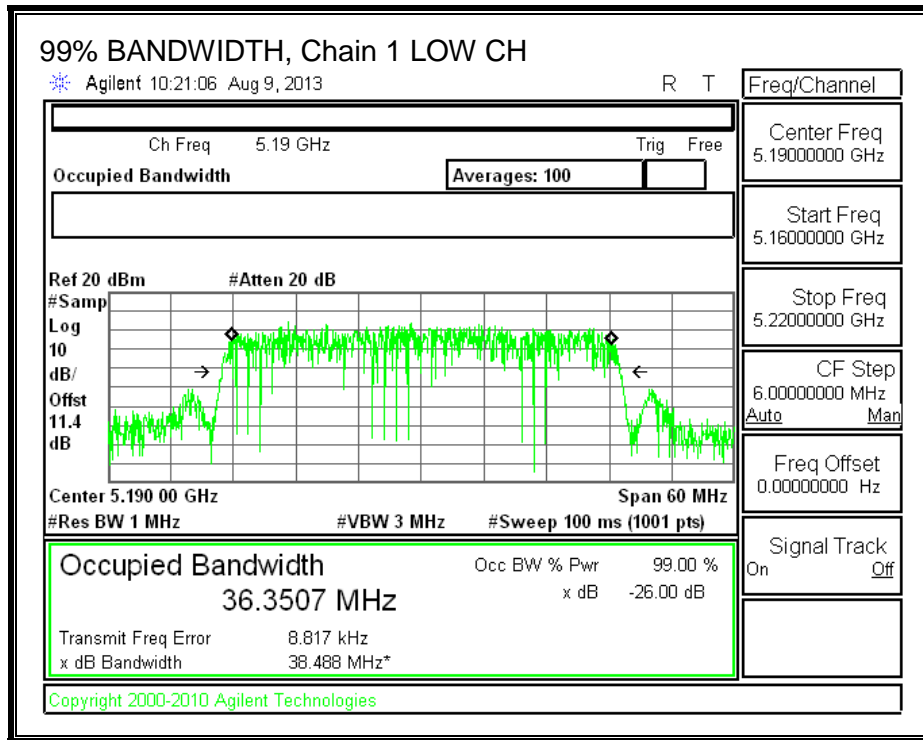 99% BANDWIDTH, Chain 1 LOW CH
Agilent 10:21:06 Aug 9, 2013 R T
Freq/Channel
Ch Freq 5.19 GHz Trig Free
Occupied Bandwidth Averages: 100
Center Freq
5.19000000 GHz
Start Freq
5.16000000 GHz
Stop Freq
5.22000000 GHz
CF Step
6.00000000 MHz
Auto Man
Freq Offset
0.00000000 Hz
Signal Track
On Off
Ref 20 dBm #Atten 20 dB
#Samp
Log
10
dB/
Offst
11.4
dB
Center 5.190 00 GHz Span 60 MHz
#Res BW 1 MHz #VBW 3 MHz #Sweep 100 ms (1001 pts)
Occupied Bandwidth
36.3507 MHz
Occ BW % Pwr 99.00 %
x dB -26.00 dB
Transmit Freq Error 8.817 kHz
x dB Bandwidth 38.488 MHz*
Copyright 2000-2010 Agilent Technologies